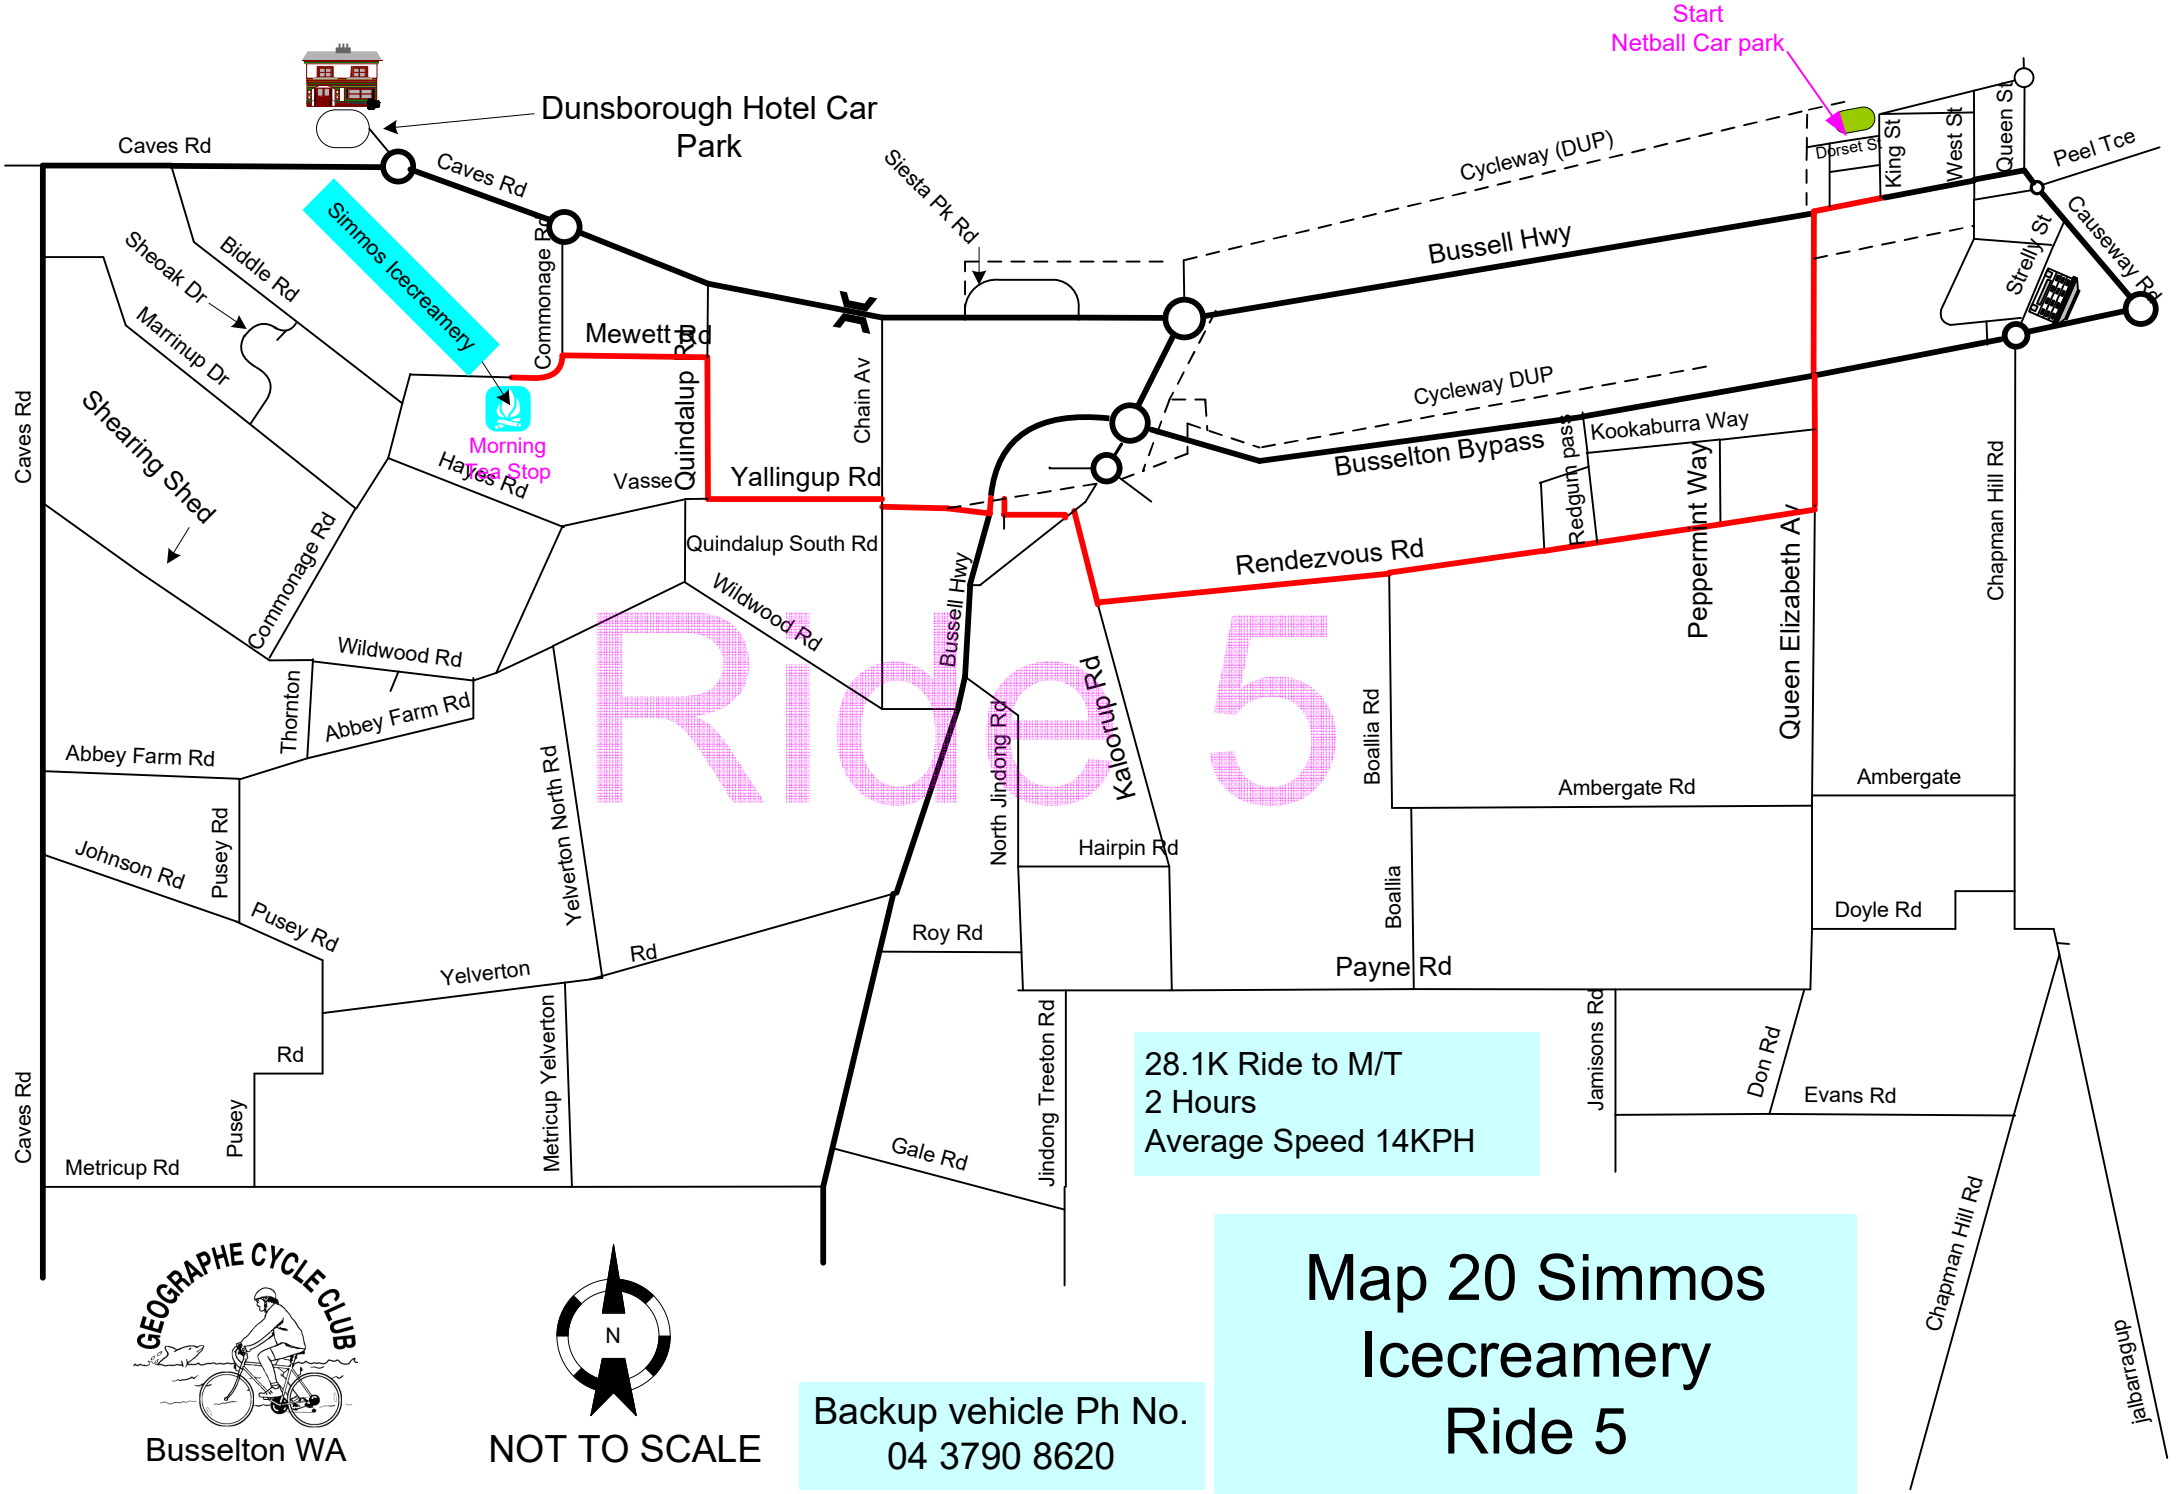 Start
Netball Car park
Dunsborough Hotel Car
Park
Caves Rd
Caves Rd
Siesta Pk Rd
Cycleway (DUP)
Dorset St
King St
West St
Queen St
Peel Tce
Causeway Rd
Strelly St
Simmos Icecreamery
Commonage Rd
Biddle Rd
Sheoak Dr
Marrinup Dr
Mewett Rd
Quindalup Rd
Bussell Hwy
Chain Av
Cycleway DUP
Kookaburra Way
Busselton Bypass
Redgum pass
Peppermint Way
Queen Elizabeth Av
Chapman Hill Rd
Caves Rd
Shearing Shed
Morning
Tea Stop
Hayes Rd
Vasse
Yallingup Rd
Quindalup South Rd
Rendezvous Rd
Commonage Rd
Wildwood Rd
Wildwood Rd
Bussell Hwy
Ride 5
Thornton
Abbey Farm Rd
Abbey Farm Rd
Kaloorup Rd
North Jindong Rd
Boallia Rd
Ambergate Rd
Ambergate
Pusey Rd
Johnson Rd
Pusey Rd
Yelverton North Rd
Hairpin Rd
Boallia
Doyle Rd
Roy Rd
Yelverton
Rd
Payne Rd
Rd
Pusey
Metricup Yelverton
Jindong Treeton Rd
Jamisons Rd
Don Rd
Evans Rd
Caves Rd
Metricup Rd
Gale Rd
28.1K Ride to M/T
2 Hours
Average Speed 14KPH
Chapman Hill Rd
jalbaragup
GEOGRAPHE CYCLE CLUB
Busselton WA
N
NOT TO SCALE
Backup vehicle Ph No.
04 3790 8620
Map 20 Simmos
Icecreamery
Ride 5